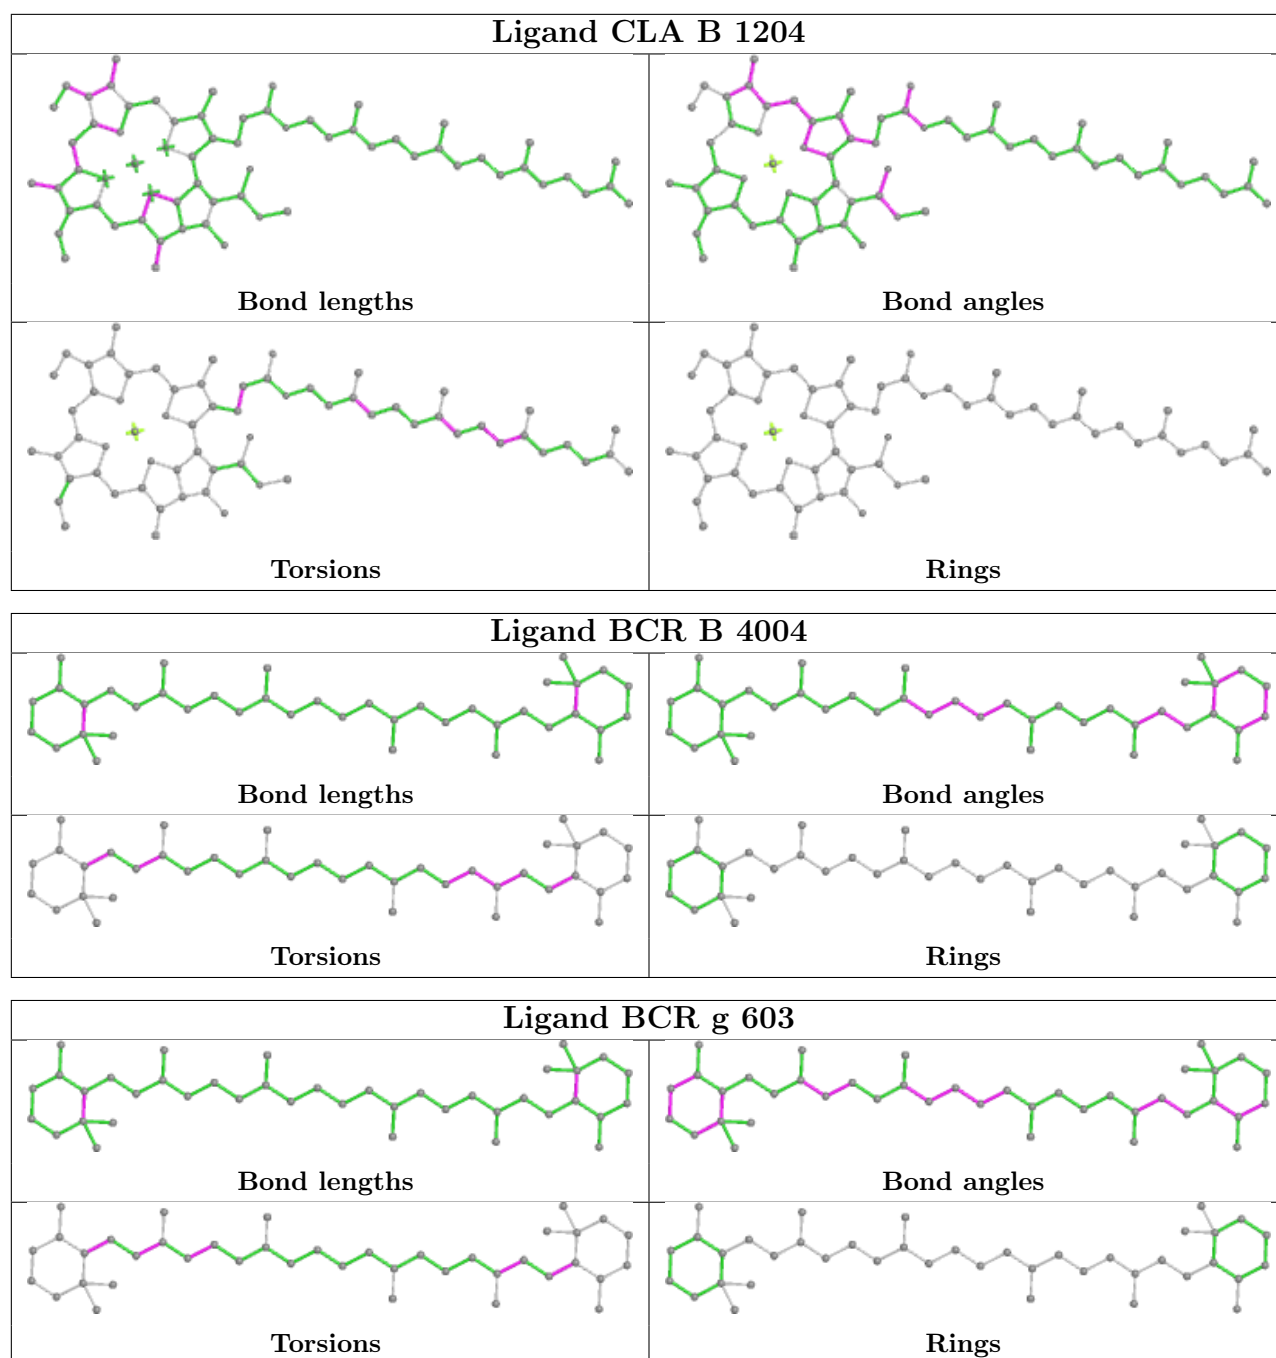 Ligand CLA B 1204
Bond lengths
Bond angles
Torsions
Rings
Ligand BCR B 4004
Bond lengths
Bond angles
Torsions
Rings
Ligand BCR g 603
Bond lengths
Bond angles
Torsions
Rings